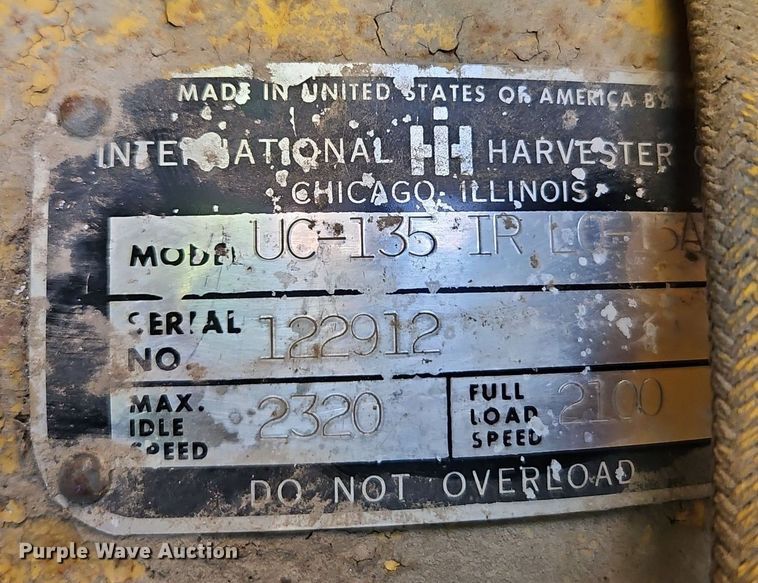 MADE IN UNITED STATES OF AMERICA BY
INTERNATIONAL IH HARVESTER
CHICAGO, ILLINOIS
MODEL UC-135 IR
SERIAL NO. 122912
MAX. IDLE SPEED 2320 FULL LOAD SPEED 2100
DO NOT OVERLOAD
Purple Wave Auction